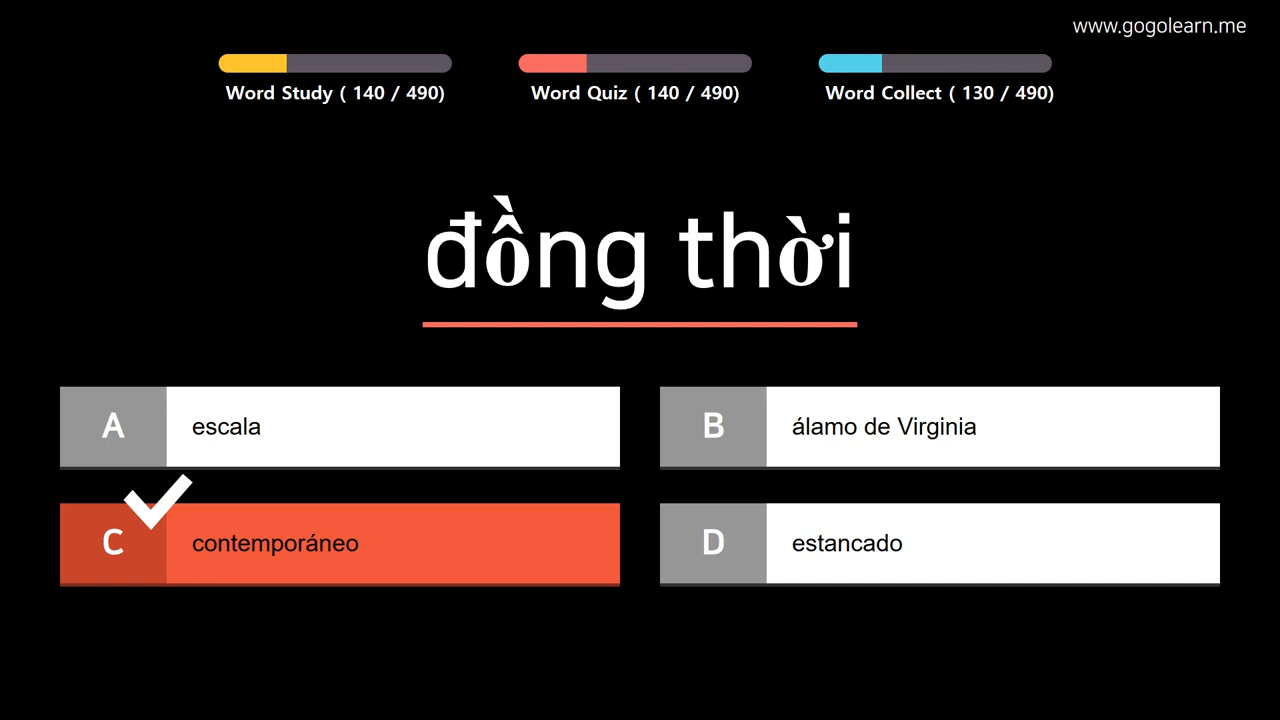 www.gogolearn.me
Word Study ( 140 / 490)
Word Quiz ( 140 / 490)
Word Collect ( 130 / 490)
đồng thời
A escala
B álamo de Virginia
C contemporáneo
D estancado